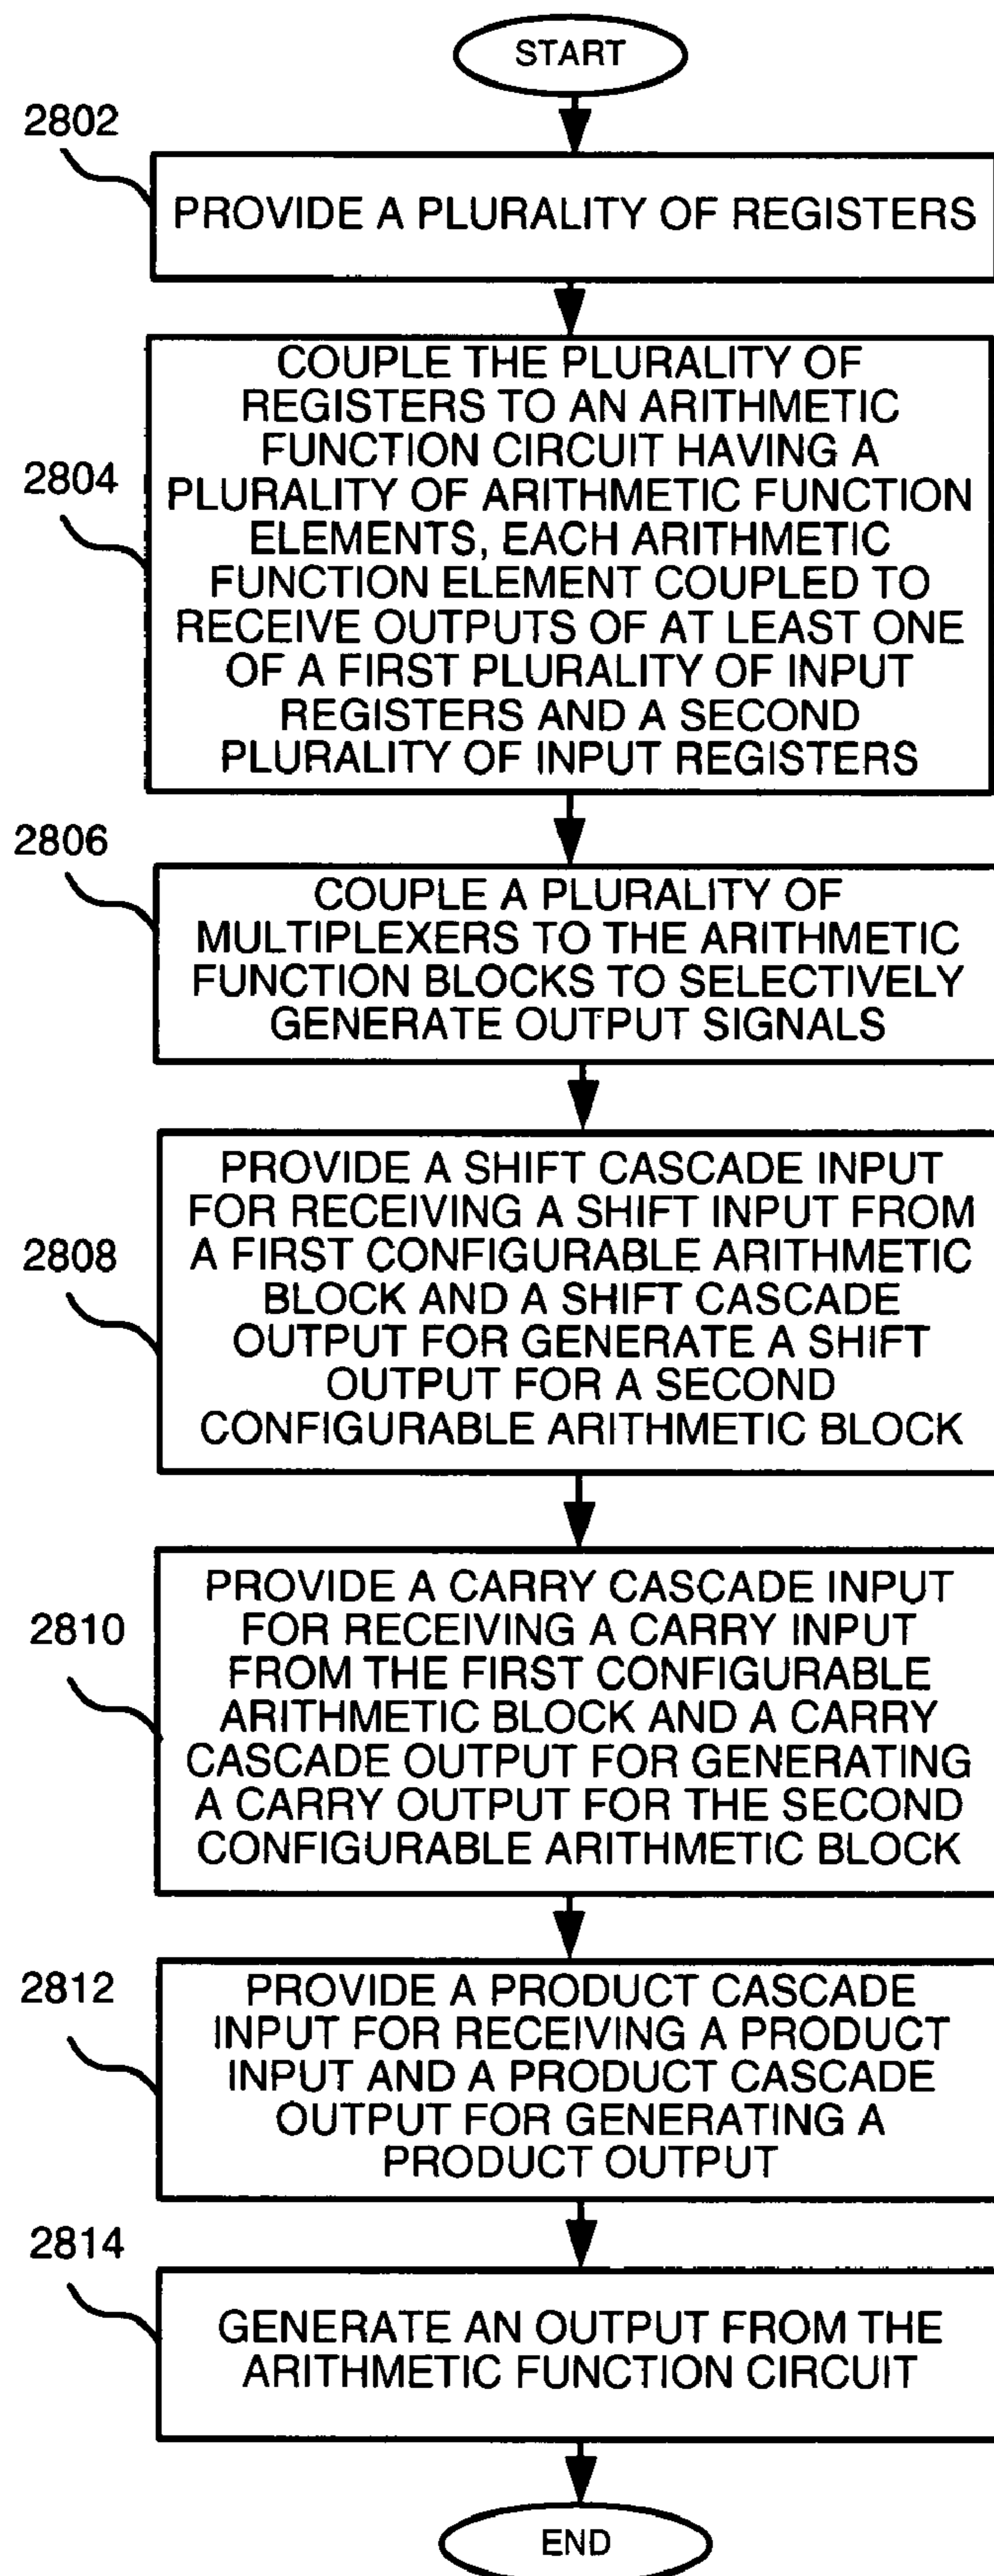 START
2802
PROVIDE A PLURALITY OF REGISTERS
2804
COUPLE THE PLURALITY OF
REGISTERS TO AN ARITHMETIC
FUNCTION CIRCUIT HAVING A
PLURALITY OF ARITHMETIC FUNCTION
ELEMENTS, EACH ARITHMETIC
FUNCTION ELEMENT COUPLED TO
RECEIVE OUTPUTS OF AT LEAST ONE
OF A FIRST PLURALITY OF INPUT
REGISTERS AND A SECOND
PLURALITY OF INPUT REGISTERS
2806
COUPLE A PLURALITY OF
MULTIPLEXERS TO THE ARITHMETIC
FUNCTION BLOCKS TO SELECTIVELY
GENERATE OUTPUT SIGNALS
2808
PROVIDE A SHIFT CASCADE INPUT
FOR RECEIVING A SHIFT INPUT FROM
A FIRST CONFIGURABLE ARITHMETIC
BLOCK AND A SHIFT CASCADE
OUTPUT FOR GENERATE A SHIFT
OUTPUT FOR A SECOND
CONFIGURABLE ARITHMETIC BLOCK
2810
PROVIDE A CARRY CASCADE INPUT
FOR RECEIVING A CARRY INPUT
FROM THE FIRST CONFIGURABLE
ARITHMETIC BLOCK AND A CARRY
CASCADE OUTPUT FOR GENERATING
A CARRY OUTPUT FOR THE SECOND
CONFIGURABLE ARITHMETIC BLOCK
2812
PROVIDE A PRODUCT CASCADE
INPUT FOR RECEIVING A PRODUCT
INPUT AND A PRODUCT CASCADE
OUTPUT FOR GENERATING A
PRODUCT OUTPUT
2814
GENERATE AN OUTPUT FROM THE
ARITHMETIC FUNCTION CIRCUIT
END